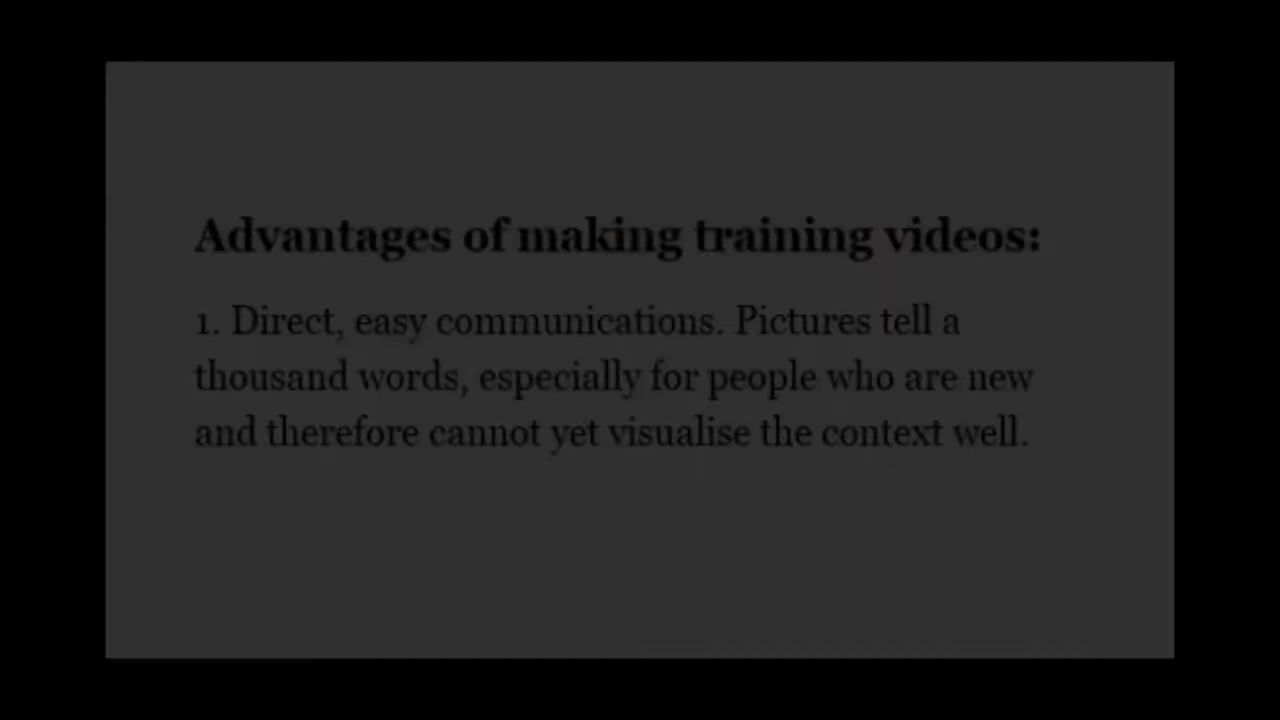 Advantages of making training videos:
1. Direct, easy communications. Pictures tell a
thousand words, especially for people who are new
and therefore cannot yet visualise the context well.